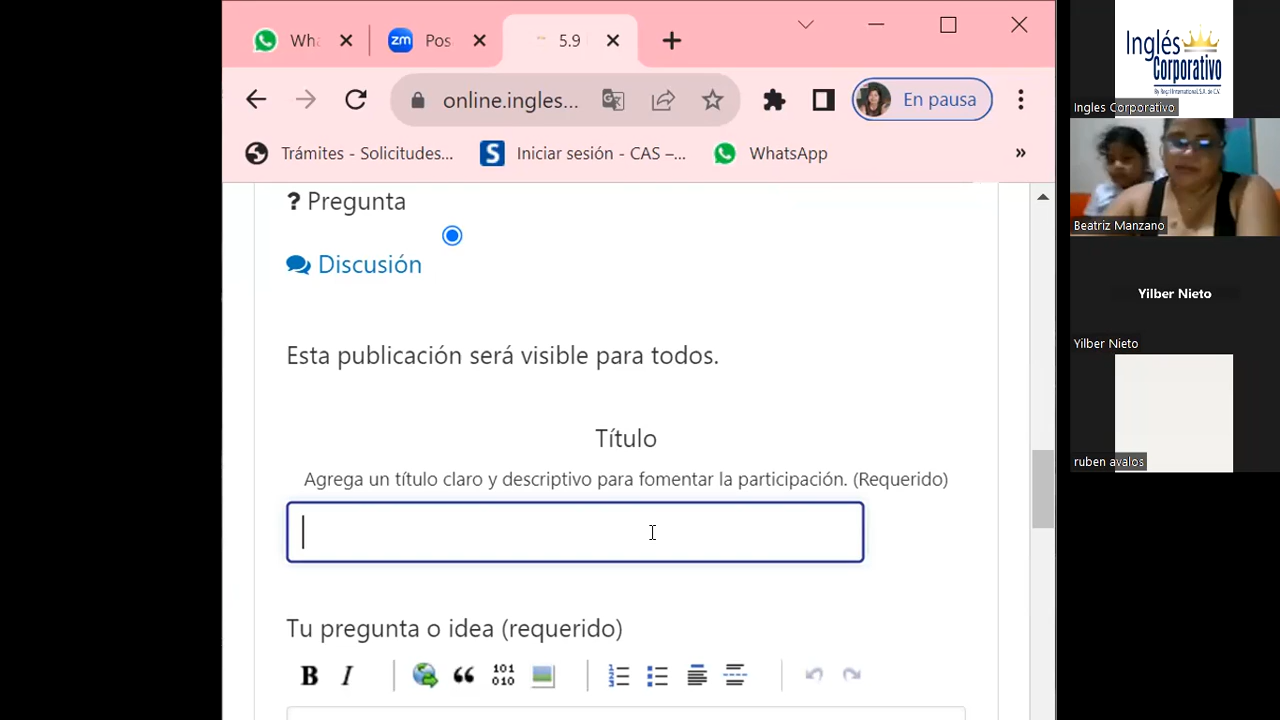 Wha
Pos
5.9
online.ingles...
En pausa
Trámites - Solicitudes...
S
Iniciar sesión - CAS –...
WhatsApp
»
? Pregunta
Discusión
Esta publicación será visible para todos.
Título
Agrega un título claro y descriptivo para fomentar la participación. (Requerido)
Tu pregunta o idea (requerido)
B I
101
010
Inglés
Corporativo
Ingles Corporativo
Beatriz Manzano
Yilber Nieto
Yilber Nieto
ruben avalos